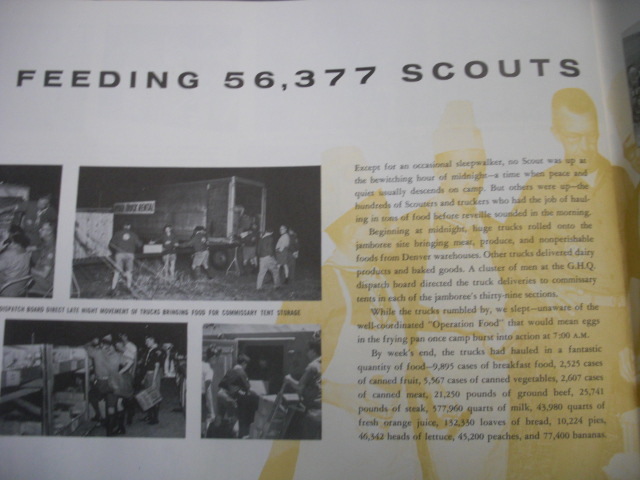 FEEDING 56,377 SCOUTS
TRUCK RENTAL
DISPATCH BOARD DIRECT LATE NIGHT MOVEMENT OF TRUCKS BRINGING FOOD FOR COMMISSARY TENT STORAGE
Except for an occasional sleepwalker, no Scout was up at
the bewitching hour of midnight—a time when peace and
quiet usually descends on camp. But others were up—the
hundreds of Scouters and truckers who had the job of haul-
ing in tons of food before reveille sounded in the morning.
Beginning at midnight, huge trucks rolled onto the
jamboree site bringing meat, produce, and nonperishable
foods from Denver warehouses. Other trucks delivered dairy
products and baked goods. A cluster of men at the G.H.Q.
dispatch board directed the truck deliveries to commissary
tents in each of the jamboree's thirty-nine sections.
While the trucks rumbled by, we slept—unaware of the
well-coordinated "Operation Food" that would mean eggs
in the frying pan once camp burst into action at 7:00 A.M.
By week's end, the trucks had hauled in a fantastic
quantity of food—9,895 cases of breakfast food, 2,525 cases
of canned fruit, 5,567 cases of canned vegetables, 2,607 cases
of canned meat, 21,250 pounds of ground beef, 25,741
pounds of steak, 577,960 quarts of milk, 43,980 quarts of
fresh orange juice, 132,330 loaves of bread, 10,224 pies,
46,542 heads of lettuce, 45,200 peaches, and 77,400 bananas.